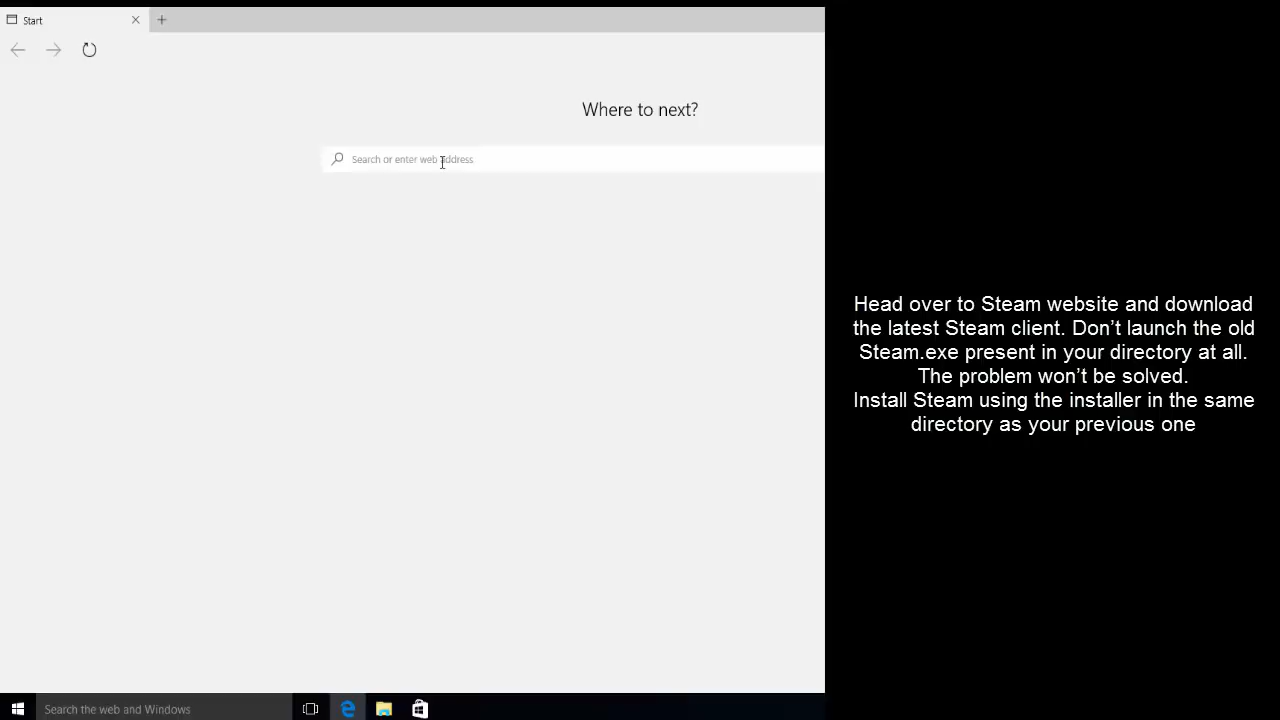 Start
Where to next?
Search or enter web address
Head over to Steam website and download
the latest Steam client. Don’t launch the old
Steam.exe present in your directory at all.
The problem won’t be solved.
Install Steam using the installer in the same
directory as your previous one
Search the web and Windows